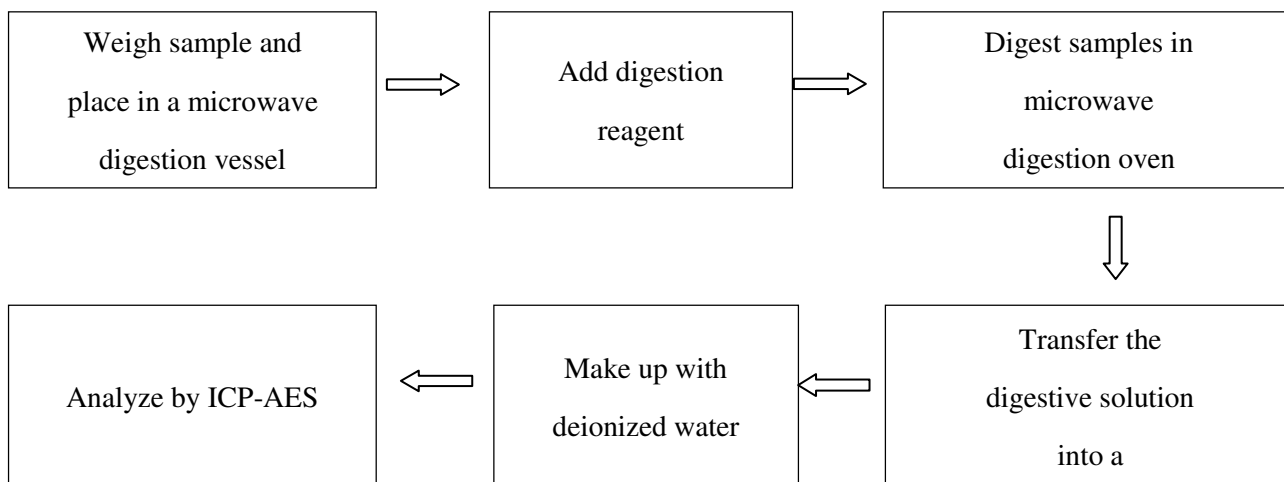 Weigh sample and
place in a microwave
digestion vessel
Add digestion
reagent
Digest samples in
microwave
digestion oven
Transfer the
digestive solution
into a
Make up with
deionized water
Analyze by ICP-AES